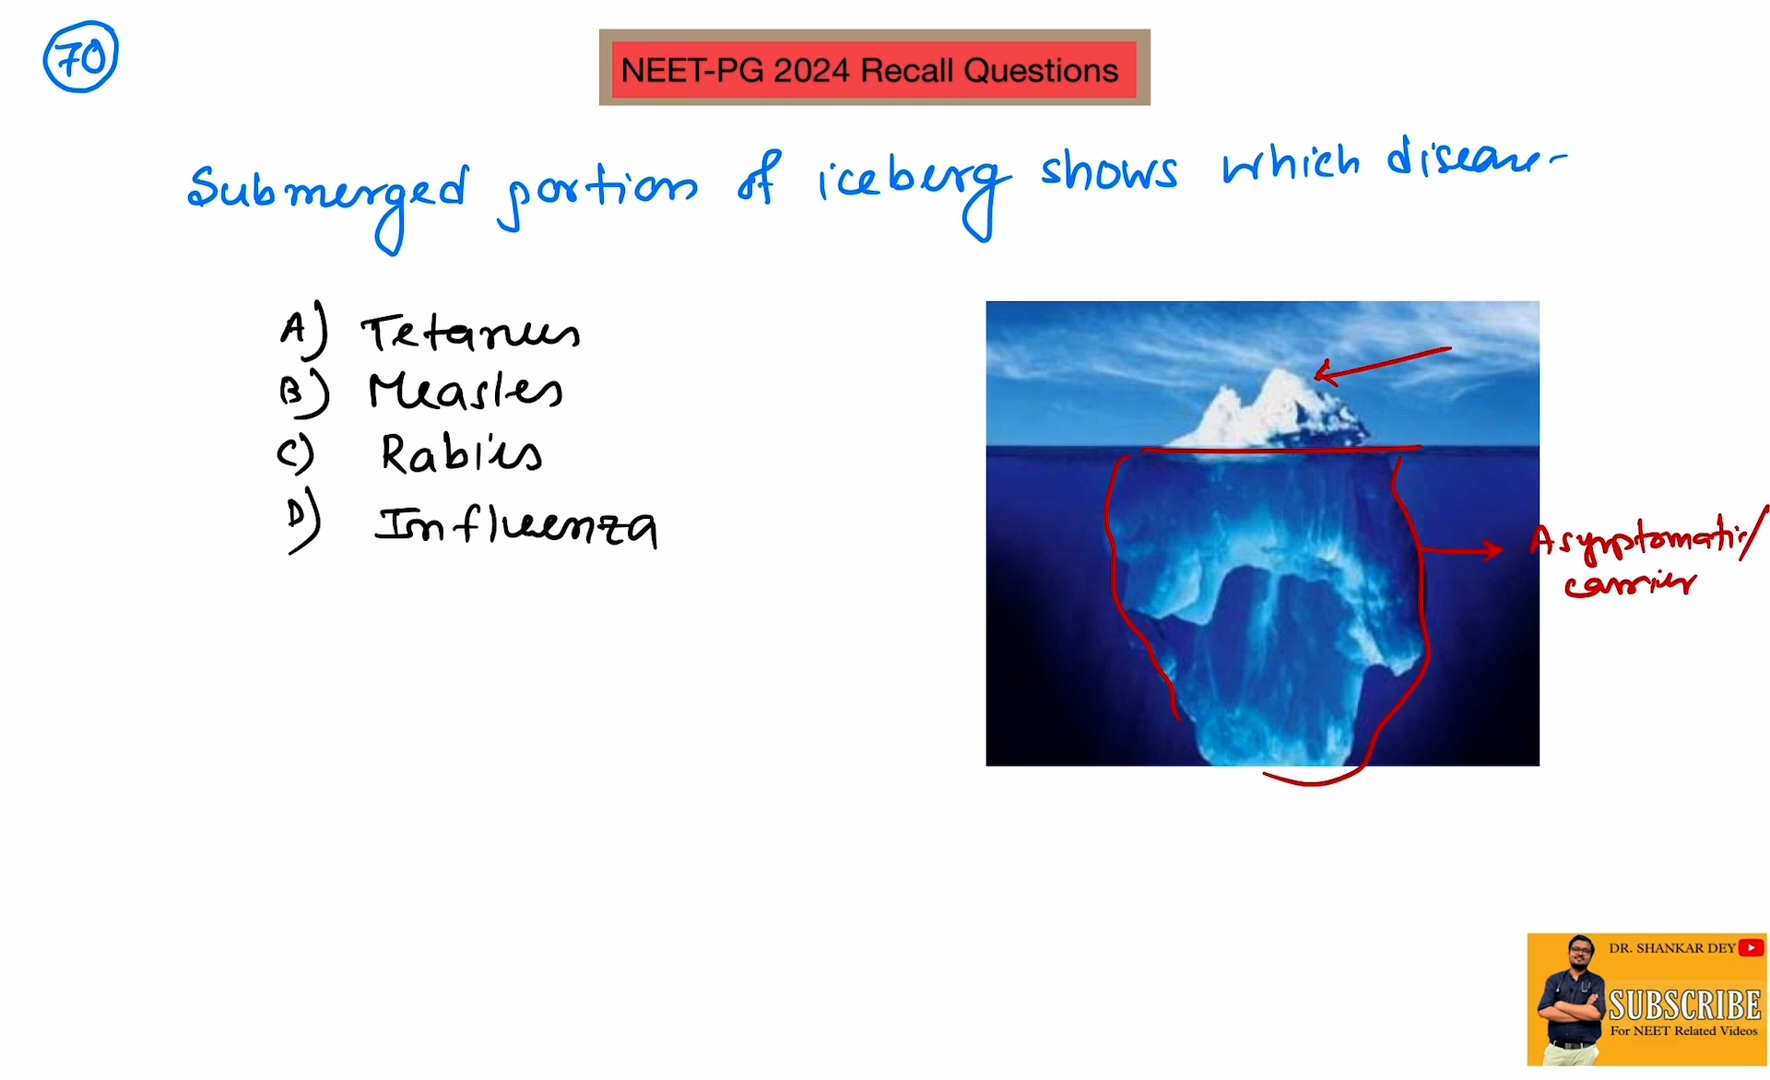 70
NEET-PG 2024 Recall Questions
Submerged portion of iceberg shows which disease-
A) Tetanus
B) Measles
C) Rabies
D) Influenza
Asymptomatic/
carrier
DR. SHANKAR DEY
SUBSCRIBE
For NEET Related Videos